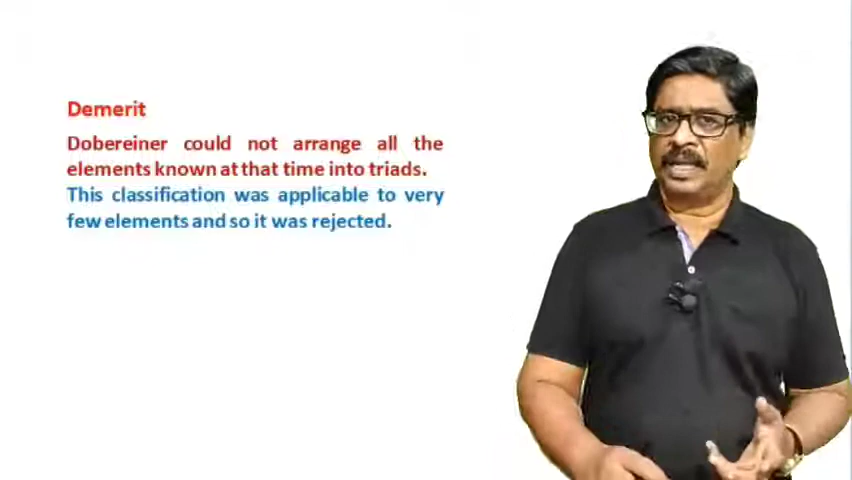 Demerit
Dobereiner could not arrange all the
elements known at that time into triads.
This classification was applicable to very
few elements and so it was rejected.